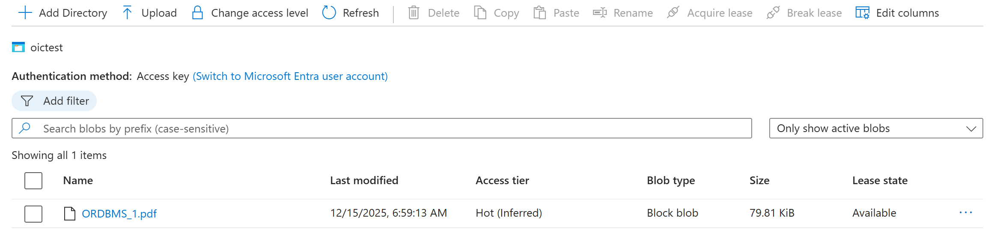 Add Directory Upload Change access level Refresh Delete Copy Paste Rename Acquire lease Break lease Edit columns
oictest
Authentication method: Access key (Switch to Microsoft Entra user account)
Add filter
Search blobs by prefix (case-sensitive) Only show active blobs
Showing all 1 items
Name Last modified Access tier Blob type Size Lease state
ORDBMS_1.pdf 12/15/2025, 6:59:13 AM Hot (Inferred) Block blob 79.81 KiB Available ...